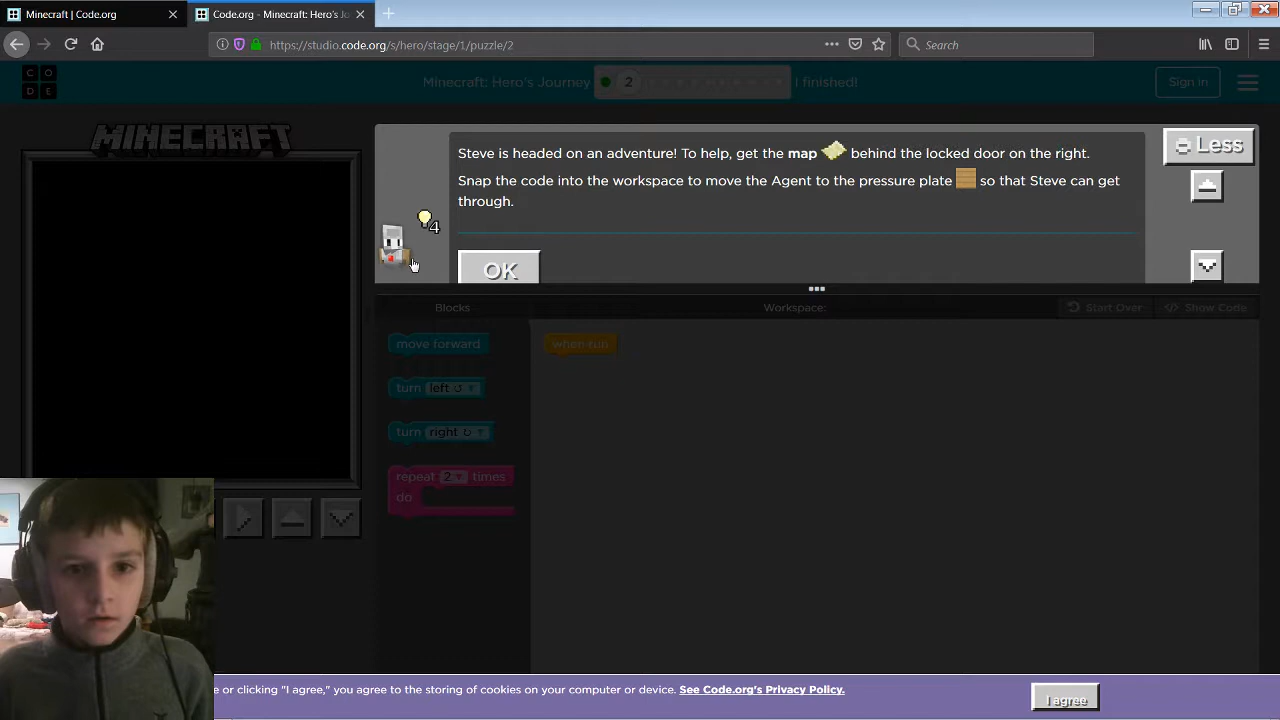 Minecraft | Code.org
Code.org - Minecraft: Hero's Jo
https://studio.code.org/s/hero/stage/1/puzzle/2
Search
C O
D E
Minecraft: Hero's Journey
2
I finished!
Sign in
MINECRAFT
Steve is headed on an adventure! To help, get the map behind the locked door on the right.
Snap the code into the workspace to move the Agent to the pressure plate so that Steve can get
through.
4
OK
Less
Blocks
Workspace:
Start Over
Show Code
move forward
when run
turn left
turn right
repeat 2 times
do
e or clicking "I agree," you agree to the storing of cookies on your computer or device. See Code.org's Privacy Policy.
I agree